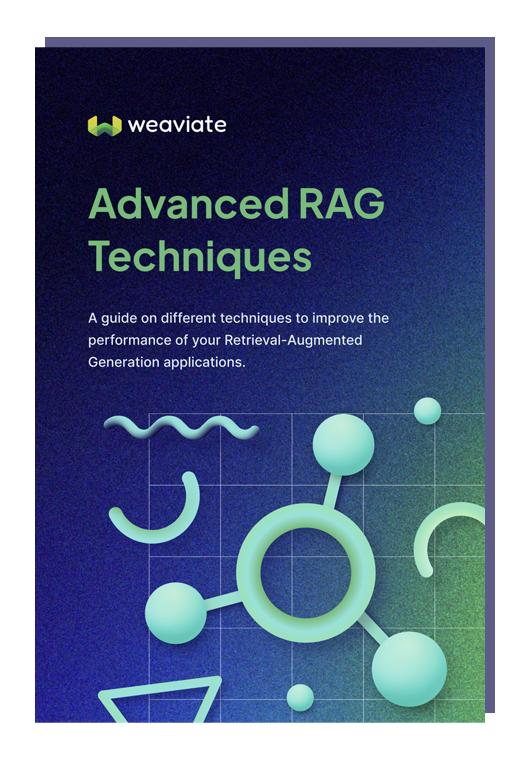 weaviate
Advanced RAG
Techniques
A guide on different techniques to improve the
performance of your Retrieval-Augmented
Generation applications.